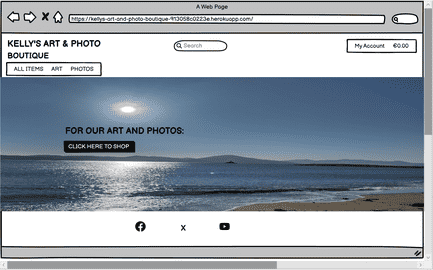 A Web Page
https://kellys-art-and-photo-boutique-913058c0223e.herokuapp.com/
KELLY'S ART & PHOTO
BOUTIQUE
Search
My Account €0.00
ALL ITEMS ART PHOTOS
FOR OUR ART AND PHOTOS:
CLICK HERE TO SHOP
X